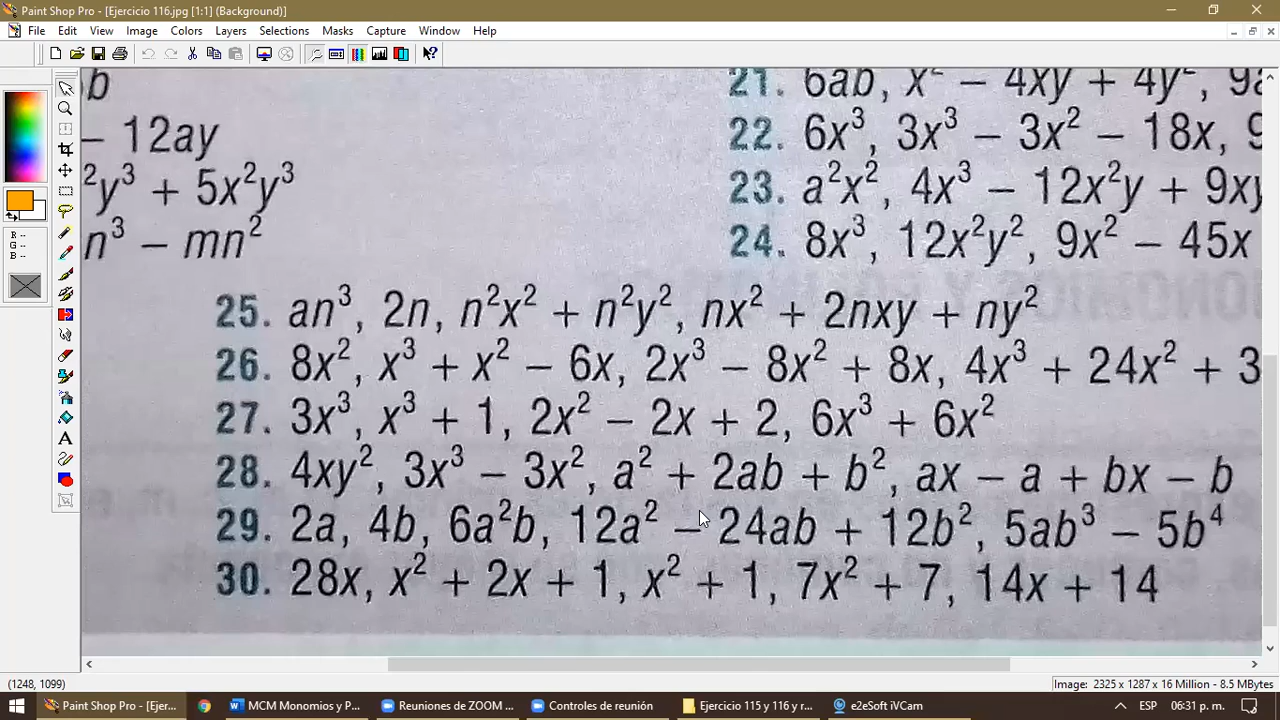 Paint Shop Pro - [Ejercicio 116.jpg [1:1] (Background)]
File Edit View Image Colors Layers Selections Masks Capture Window Help
b
21. 6ab, x² − 4xy + 4y²,
− 12ay
22. 6x³, 3x³ − 3x² − 18x, 9
²y³ + 5x²y³
23. a²x², 4x³ − 12x²y + 9xy
n³ − mn²
24. 8x³, 12x²y², 9x² − 45x
25. an³, 2n, n²x² + n²y², nx² + 2nxy + ny²
26. 8x², x³ + x² − 6x, 2x³ − 8x² + 8x, 4x³ + 24x² + 3
27. 3x³, x³ + 1, 2x² − 2x + 2, 6x³ + 6x²
28. 4xy², 3x³ − 3x², a² + 2ab + b², ax − a + bx − b
29. 2a, 4b, 6a²b, 12a² − 24ab + 12b², 5ab³ − 5b⁴
30. 28x, x² + 2x + 1, x² + 1, 7x² + 7, 14x + 14
R --
G: --
B --
(1248, 1099)
Image: 2325 x 1287 x 16 Million - 8.5 MBytes
Paint Shop Pro - [Ejer...
MCM Monomios y P...
Reuniones de ZOOM ...
Controles de reunión
Ejercicio 115 y 116 y r...
e2eSoft iVCam
ESP
06:31 p. m.